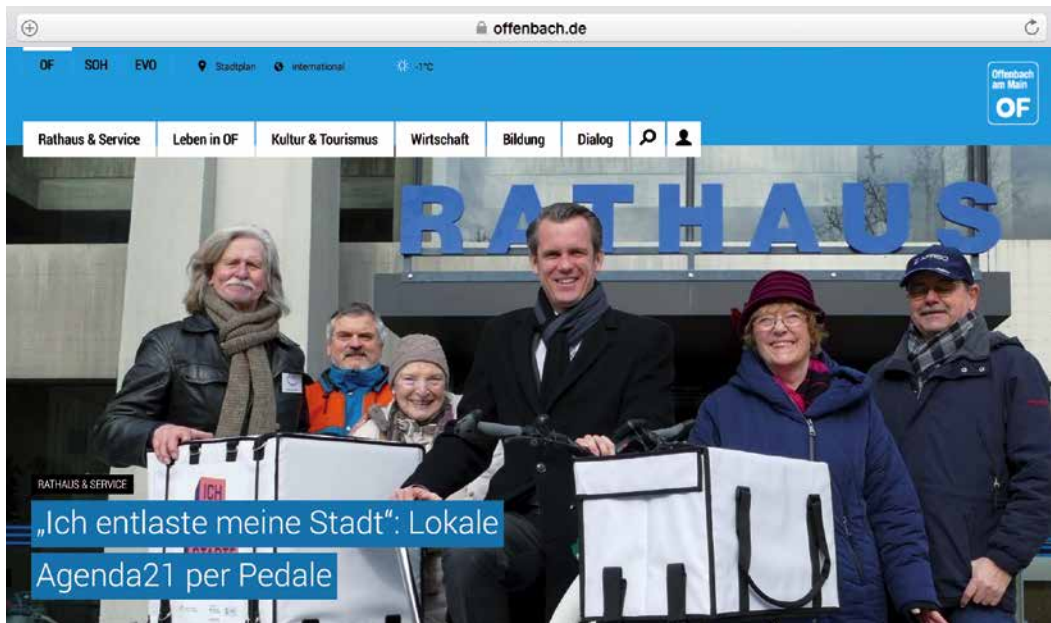 offenbach.de
OF SOH EVO Stadtplan international -1°C
Offenbach
am Main
OF
Rathaus & Service Leben in OF Kultur & Tourismus Wirtschaft Bildung Dialog
RATHAUS
ICH
RATHAUS & SERVICE
„Ich entlaste meine Stadt“: Lokale
Agenda21 per Pedale